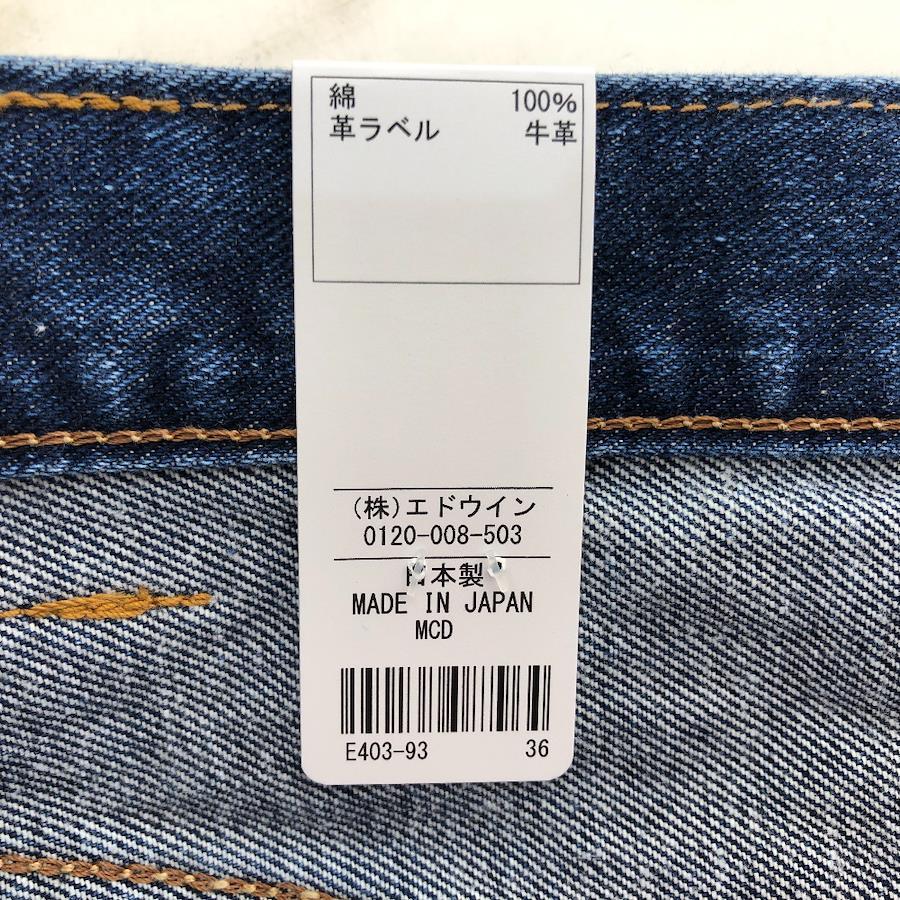 綿 100%
革ラベル 牛革
(株)エドウイン
0120-008-503
日本製
MADE IN JAPAN
MCD
E403-93 36